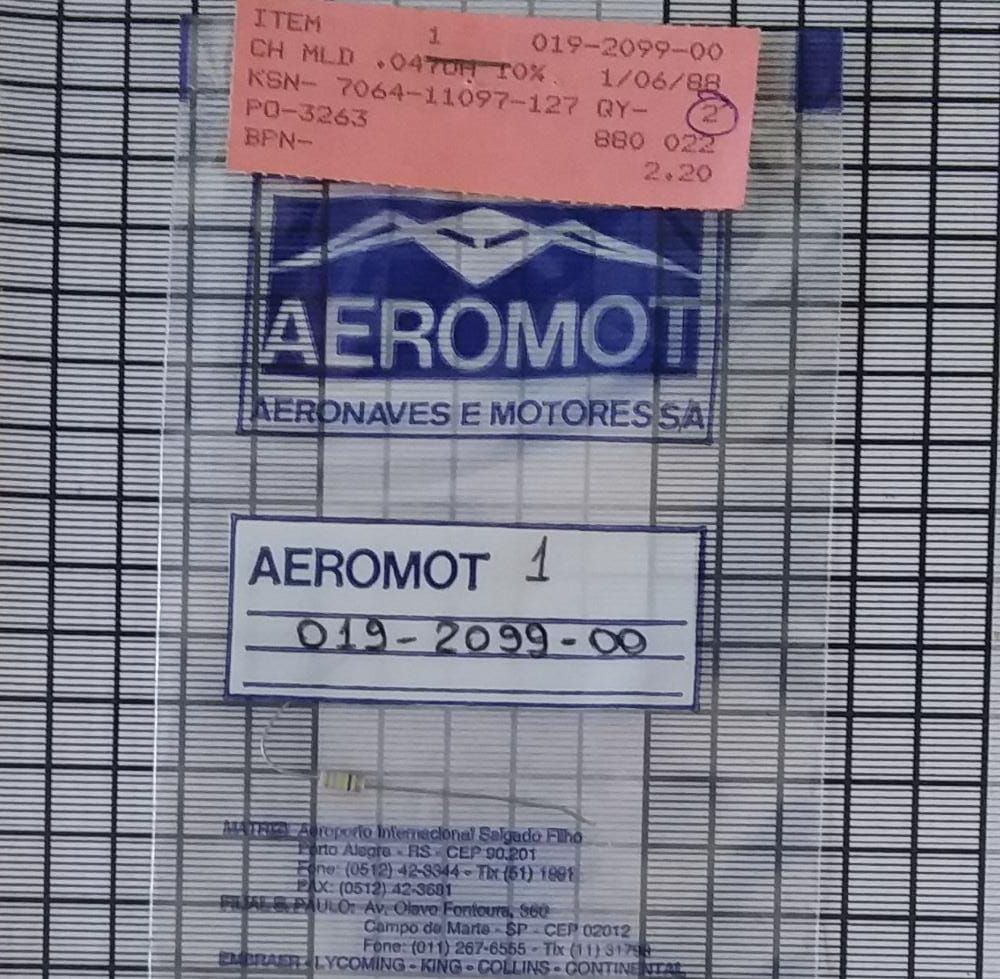 ITEM 1 019-2099-00
CH MLD .0470H 10% 1/06/88
KSN- 7064-11097-127 QY- 2
PO-3263 880 022
BPN- 2.20
AEROMOT
AERONAVES E MOTORES S/A
AEROMOT 1
019-2099-00
MATRIZ: Aeroporto Internacional Salgado Filho
Porto Alegre - RS - CEP 90.201
Fone: (0512) 42-3344 - Tlx (51) 1981
FAX: (0512) 42-3681
FILIAL S. PAULO: Av. Olavo Fontoura, 360
Campo de Marte - SP - CEP 02012
Fone: (011) 267-6555 - Tlx (11)
EMBRAER - LYCOMING - KING - COLLINS - CONTINENTAL